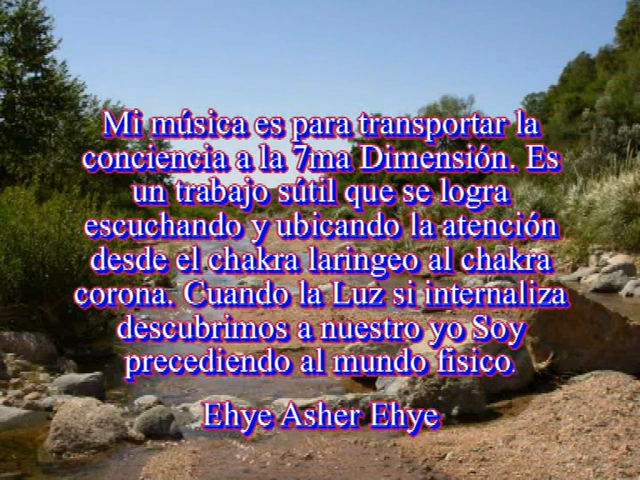 Mi música es para transportar la
conciencia a la 7ma Dimensión. Es
un trabajo sútil que se logra
escuchando y ubicando la atención
desde el chakra laringeo al chakra
corona. Cuando la Luz si internaliza
descubrimos a nuestro yo Soy
precediendo al mundo fisico.
Ehye Asher Ehye